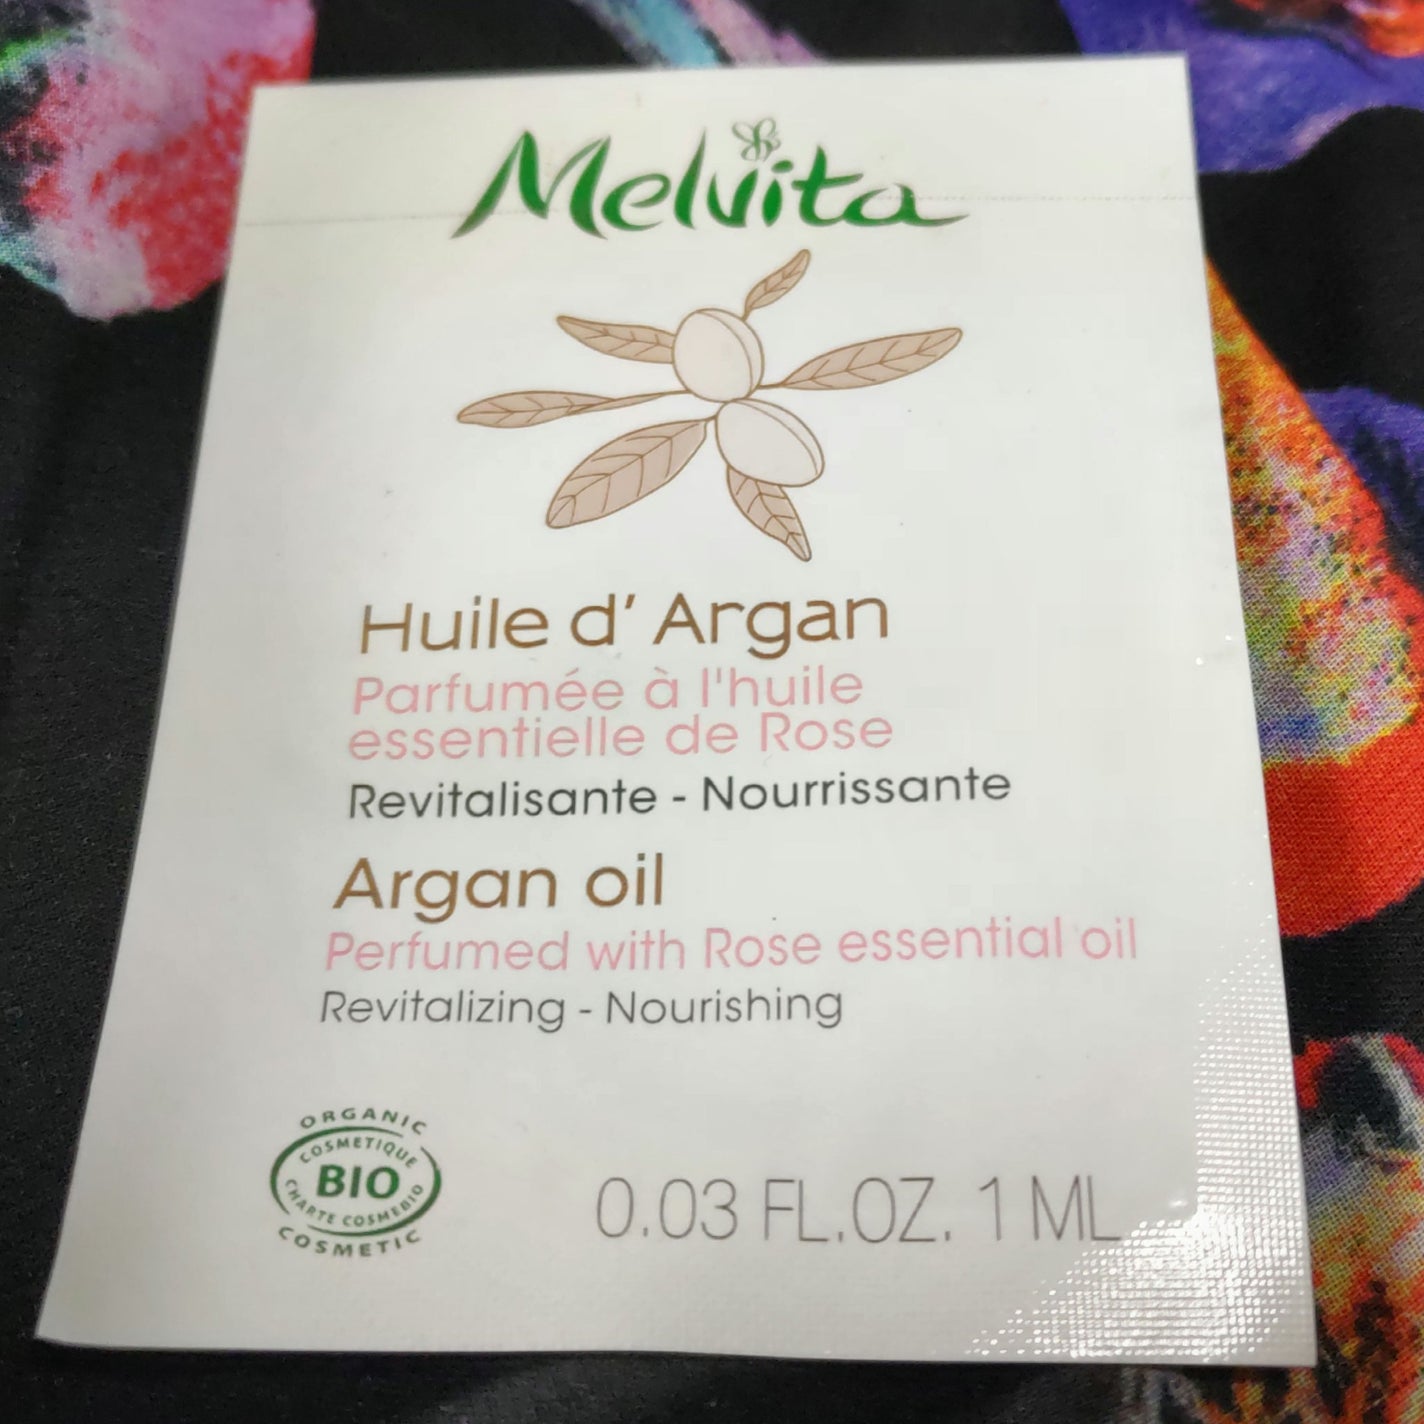 Melvita
Huile d' Argan
Parfumée à l'huile
essentielle de Rose
Revitalisante - Nourrissante
Argan oil
Perfumed with Rose essential oil
Revitalizing - Nourishing
ORGANIC
COSMETIQUE
BIO
CHARTE COSMEBIO
COSMETIC
0.03 FL.OZ. 1 ML